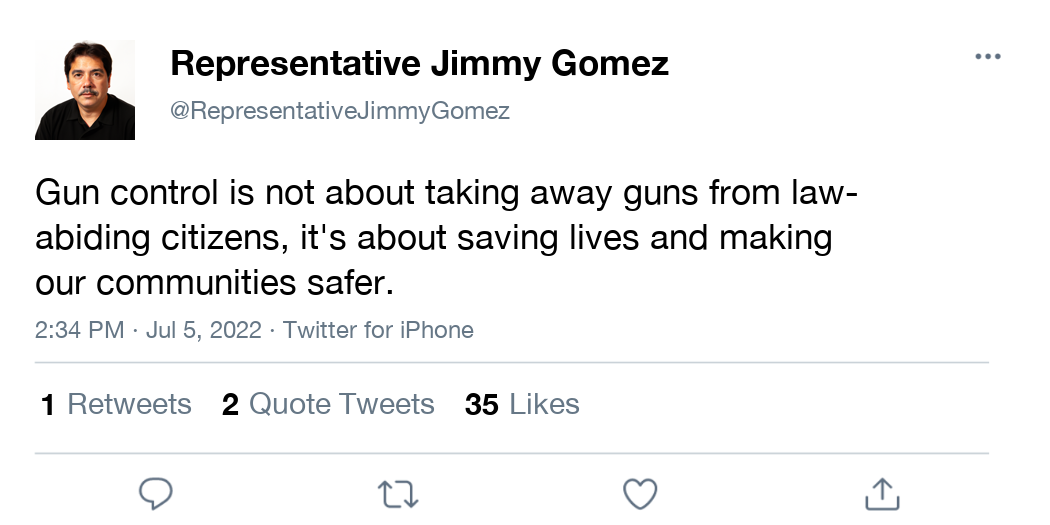 Representative Jimmy Gomez
@RepresentativeJimmyGomez
Gun control is not about taking away guns from law-
abiding citizens, it's about saving lives and making
our communities safer.
2:34 PM · Jul 5, 2022 · Twitter for iPhone
1 Retweets 2 Quote Tweets 35 Likes